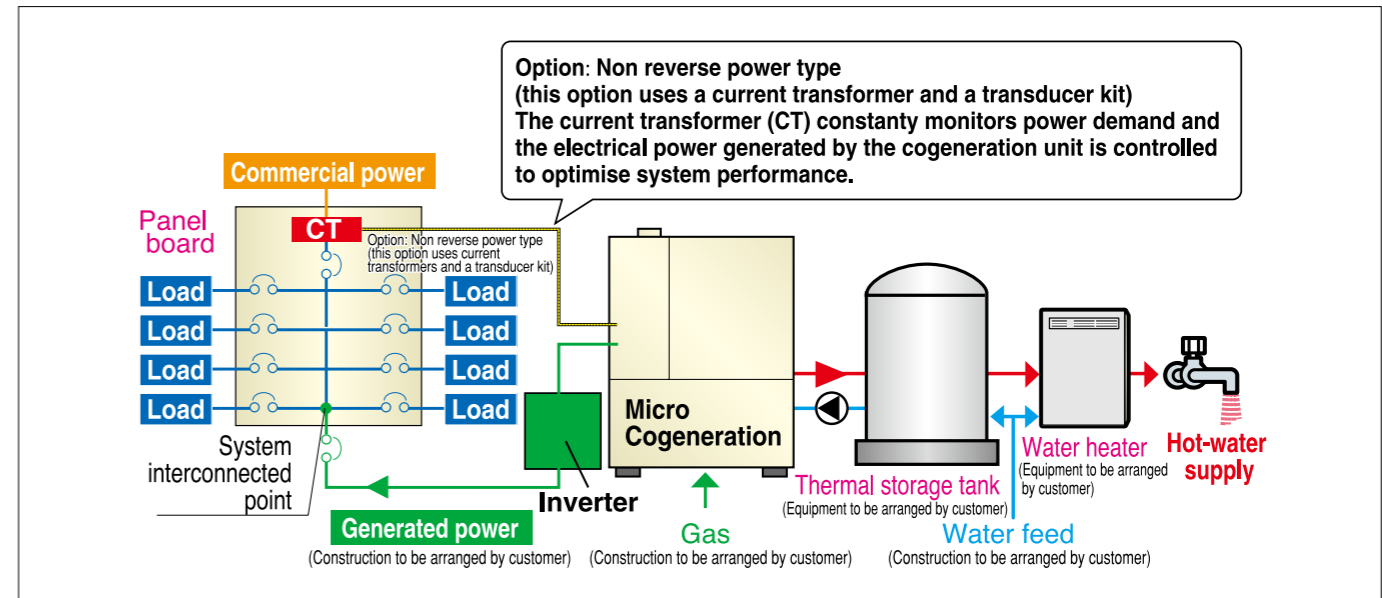 Option: Non reverse power type
(this option uses a current transformer and a transducer kit)
The current transformer (CT) constanty monitors power demand and
the electrical power generated by the cogeneration unit is controlled
to optimise system performance.
Commercial power
Panel
board
CT
Option: Non reverse power type
(this option uses current
transformers and a transducer kit)
Load
Load
Load
Load
Load
Load
Load
Load
System
interconnected
point
Inverter
Generated power
(Construction to be arranged by customer)
Micro
Cogeneration
Gas
(Construction to be arranged by customer)
Thermal storage tank
(Equipment to be arranged by customer)
Water heater
(Equipment to be arranged
by customer)
Hot-water
supply
Water feed
(Construction to be arranged by customer)